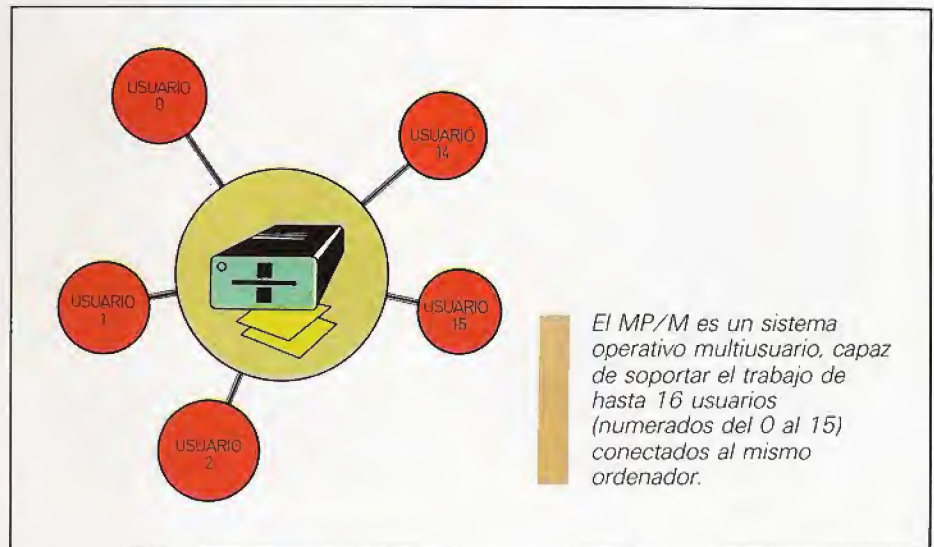 USUARIO
0
USUARIO
14
USUARIO
1
USUARIO
15
USUARIO
2
El MP/M es un sistema
operativo multiusuario, capaz
de soportar el trabajo de
hasta 16 usuarios
(numerados del 0 al 15)
conectados al mismo
ordenador.